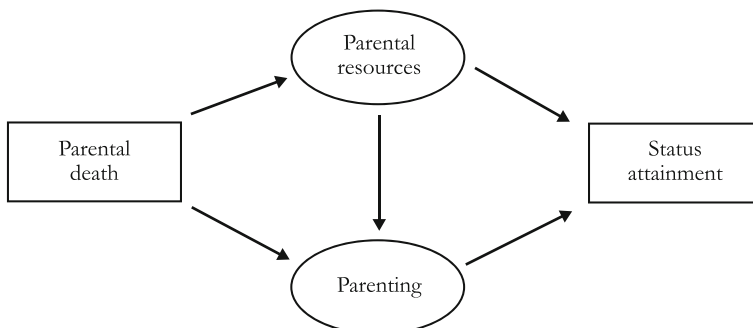 Parental
resources
Parental
death
Status
attainment
Parenting